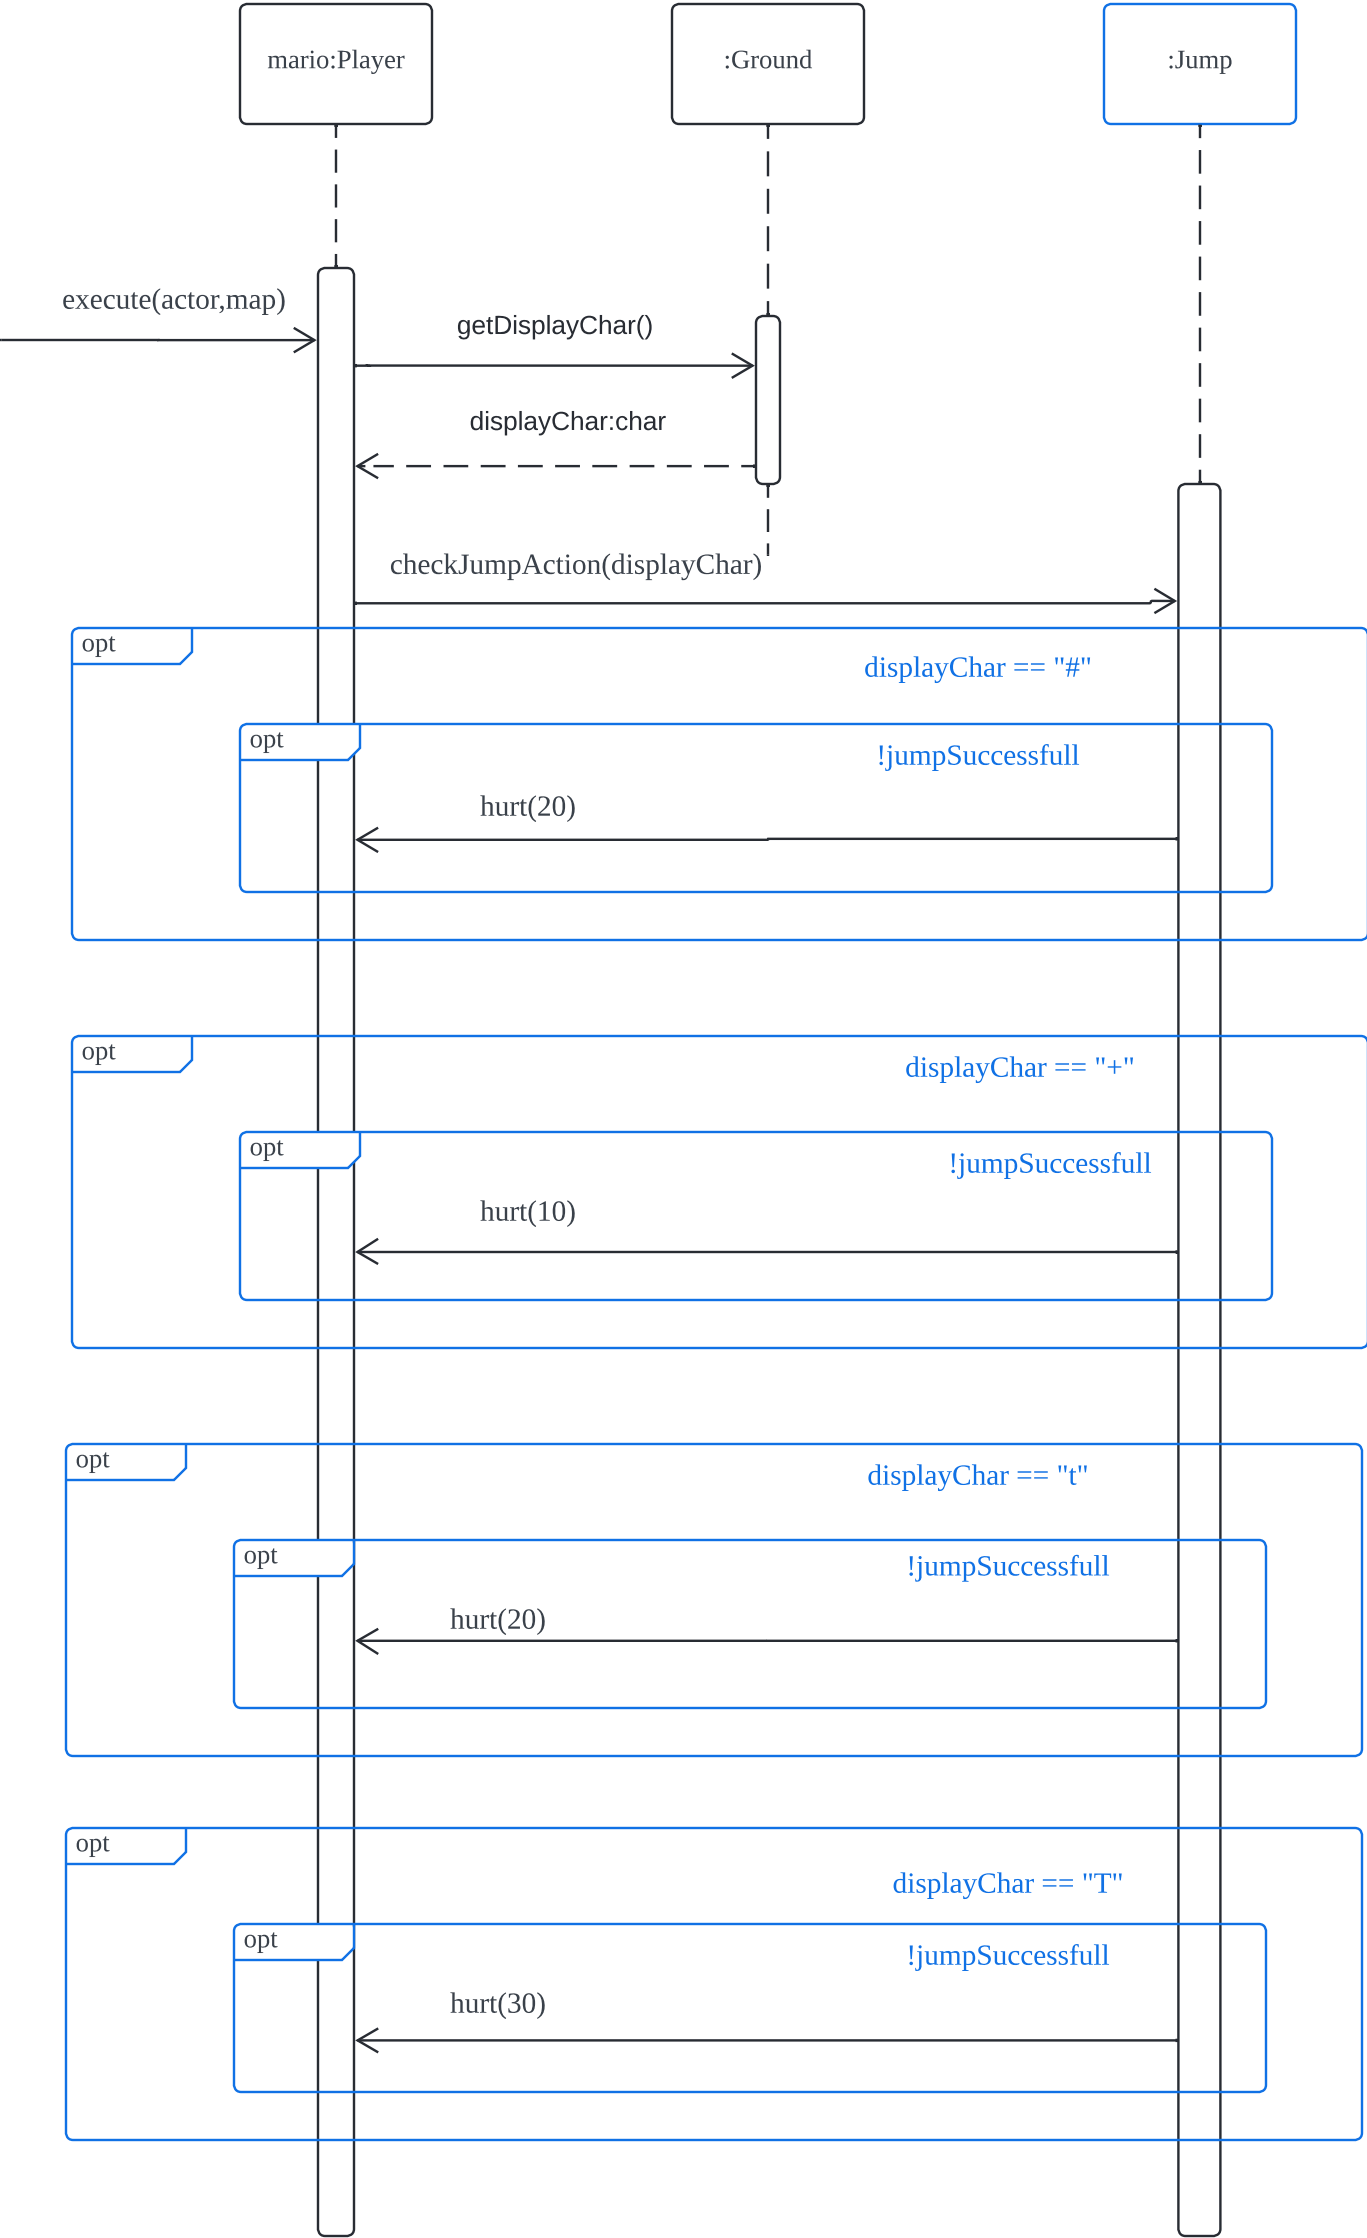 mario:Player
:Ground
:Jump
execute(actor,map)
getDisplayChar()
displayChar:char
checkJumpAction(displayChar)
opt
displayChar == "#"
opt
!jumpSuccessfull
hurt(20)
opt
displayChar == "+"
opt
!jumpSuccessfull
hurt(10)
opt
displayChar == "t"
opt
!jumpSuccessfull
hurt(20)
opt
displayChar == "T"
opt
!jumpSuccessfull
hurt(30)